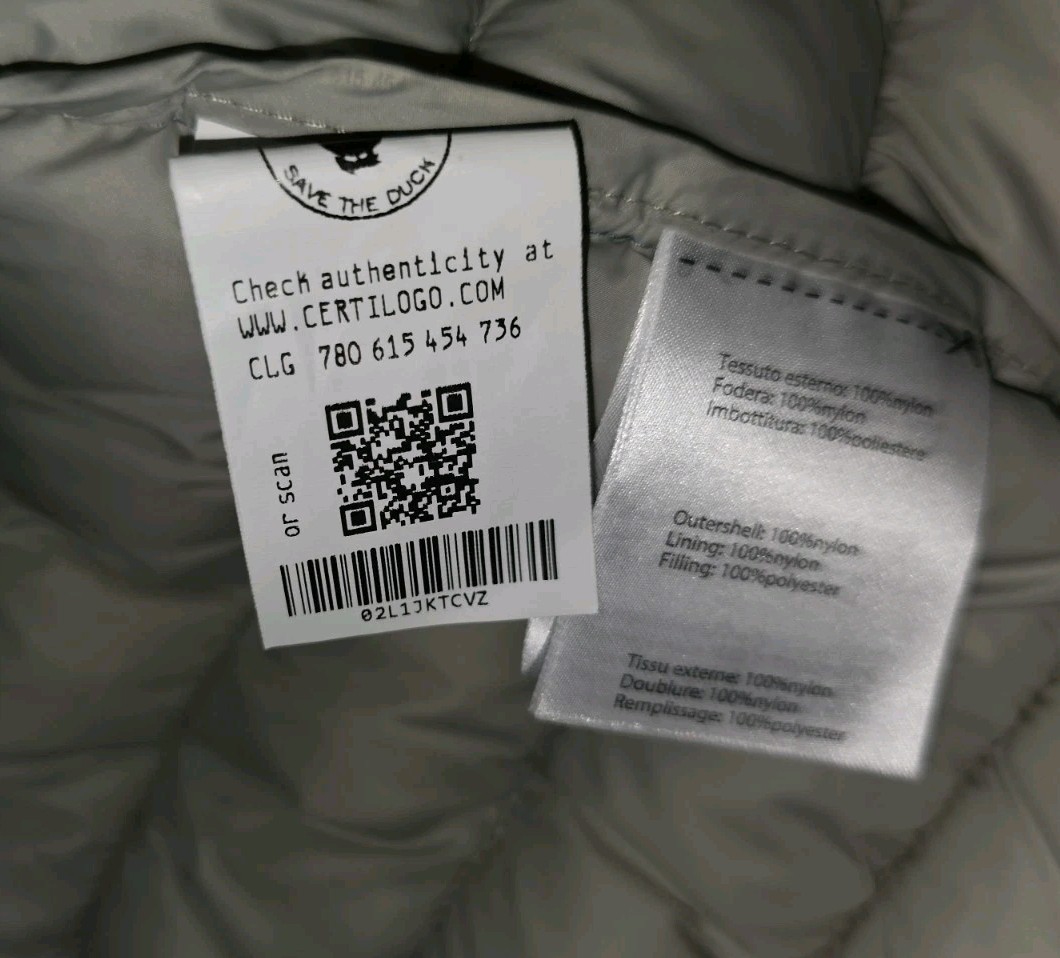 SAVE THE DUCK
Check authenticity at
WWW.CERTILOGO.COM
CLG 780 615 454 736
or scan
02L1JKTCVZ
Tessuto esterno: 100%nylon
Fodera: 100%nylon
Imbottitura: 100%poliestere
Outershell: 100%nylon
Lining: 100%nylon
Filling: 100%polyester
Tissu externe: 100%nylon
Doublure: 100%nylon
Remplissage: 100%polyester